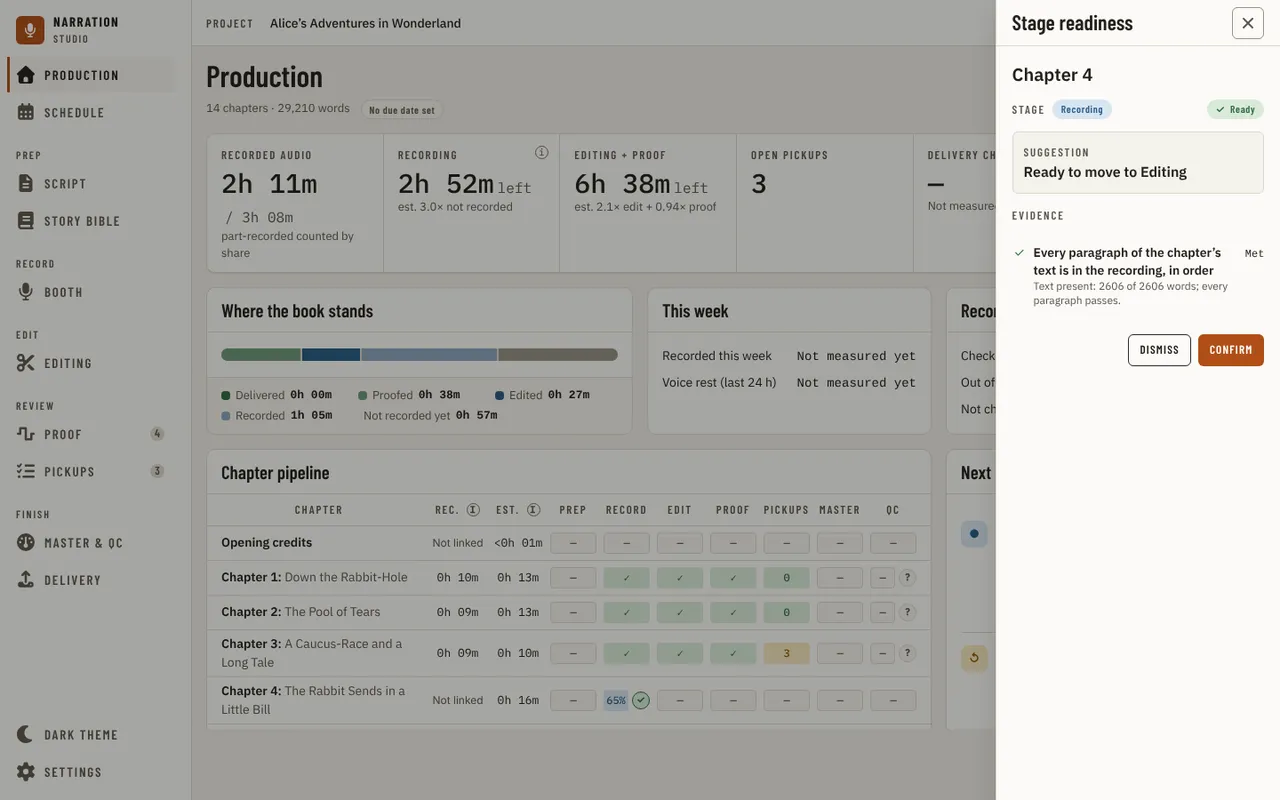 NARRATION
STUDIO
PRODUCTION
SCHEDULE
PREP
SCRIPT
STORY BIBLE
RECORD
BOOTH
EDIT
EDITING
REVIEW
PROOF 4
PICKUPS 3
FINISH
MASTER & QC
DELIVERY
DARK THEME
SETTINGS
PROJECT Alice's Adventures in Wonderland
Production
14 chapters · 29,210 words No due date set
RECORDED AUDIO
2h 11m
/ 3h 08m
part-recorded counted by
share
RECORDING
2h 52m left
est. 3.0× not recorded
EDITING + PROOF
6h 38m left
est. 2.1× edit + 0.94× proof
OPEN PICKUPS
3
DELIVERY CH
—
Not measure
Where the book stands
Delivered 0h 00m Proofed 0h 38m Edited 0h 27m
Recorded 1h 05m Not recorded yet 0h 57m
This week
Recorded this week Not measured yet
Voice rest (last 24 h) Not measured yet
Reco
Check
Out of
Not ch
Chapter pipeline
CHAPTER REC. EST. PREP RECORD EDIT PROOF PICKUPS MASTER QC
Opening credits Not linked <0h 01m — — — — — — —
Chapter 1: Down the Rabbit-Hole 0h 10m 0h 13m — ✓ ✓ ✓ 0 — — ?
Chapter 2: The Pool of Tears 0h 09m 0h 13m — ✓ ✓ ✓ 0 — — ?
Chapter 3: A Caucus-Race and a
Long Tale 0h 09m 0h 10m — ✓ ✓ ✓ 3 — — ?
Chapter 4: The Rabbit Sends in a
Little Bill Not linked 0h 16m — 65% ✓ — — — — —
Next
Stage readiness
Chapter 4
STAGE Recording ✓ Ready
SUGGESTION
Ready to move to Editing
EVIDENCE
✓ Every paragraph of the chapter's Met
text is in the recording, in order
Text present: 2606 of 2606 words; every
paragraph passes.
DISMISS CONFIRM